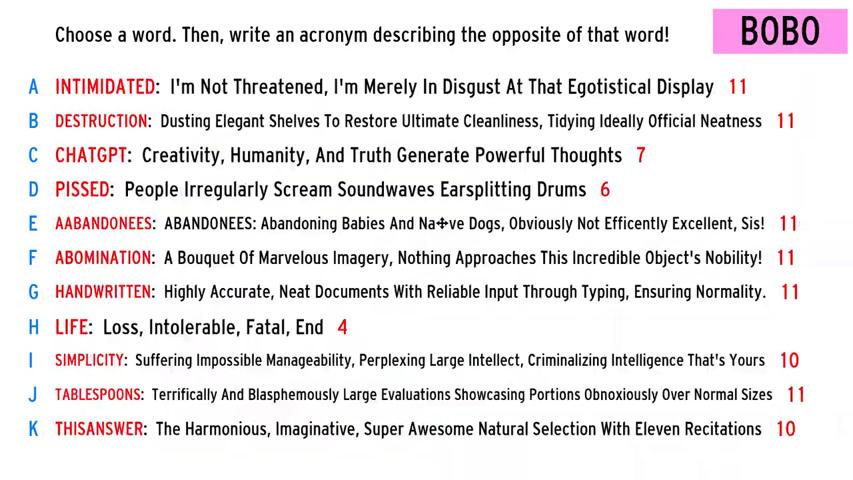 Choose a word. Then, write an acronym describing the opposite of that word!
BOBO
A INTIMIDATED: I'm Not Threatened, I'm Merely In Disgust At That Egotistical Display 11
B DESTRUCTION: Dusting Elegant Shelves To Restore Ultimate Cleanliness, Tidying Ideally Official Neatness 11
C CHATGPT: Creativity, Humanity, And Truth Generate Powerful Thoughts 7
D PISSED: People Irregularly Scream Soundwaves Earsplitting Drums 6
E AABANDONEES: ABANDONEES: Abandoning Babies And Na✢ve Dogs, Obviously Not Efficently Excellent, Sis! 11
F ABOMINATION: A Bouquet Of Marvelous Imagery, Nothing Approaches This Incredible Object's Nobility! 11
G HANDWRITTEN: Highly Accurate, Neat Documents With Reliable Input Through Typing, Ensuring Normality. 11
H LIFE: Loss, Intolerable, Fatal, End 4
I SIMPLICITY: Suffering Impossible Manageability, Perplexing Large Intellect, Criminalizing Intelligence That's Yours 10
J TABLESPOONS: Terrifically And Blasphemously Large Evaluations Showcasing Portions Obnoxiously Over Normal Sizes 11
K THISANSWER: The Harmonious, Imaginative, Super Awesome Natural Selection With Eleven Recitations 10